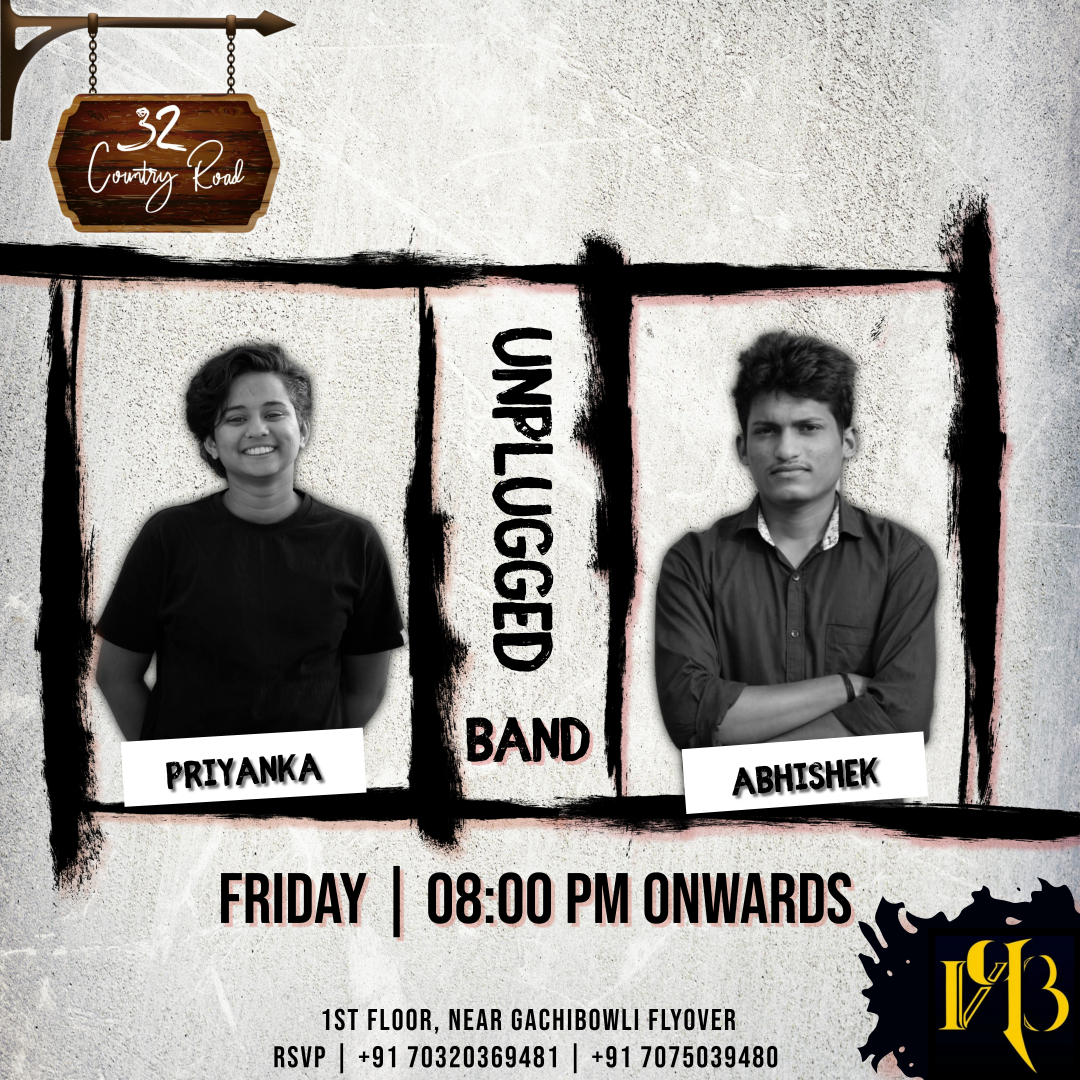 32
Country Road
UNPLUGGED
BAND
PRIYANKA
ABHISHEK
FRIDAY | 08:00 PM ONWARDS
1ST FLOOR, NEAR GACHIBOWLI FLYOVER
RSVP | +91 70320369481 | +91 7075039480